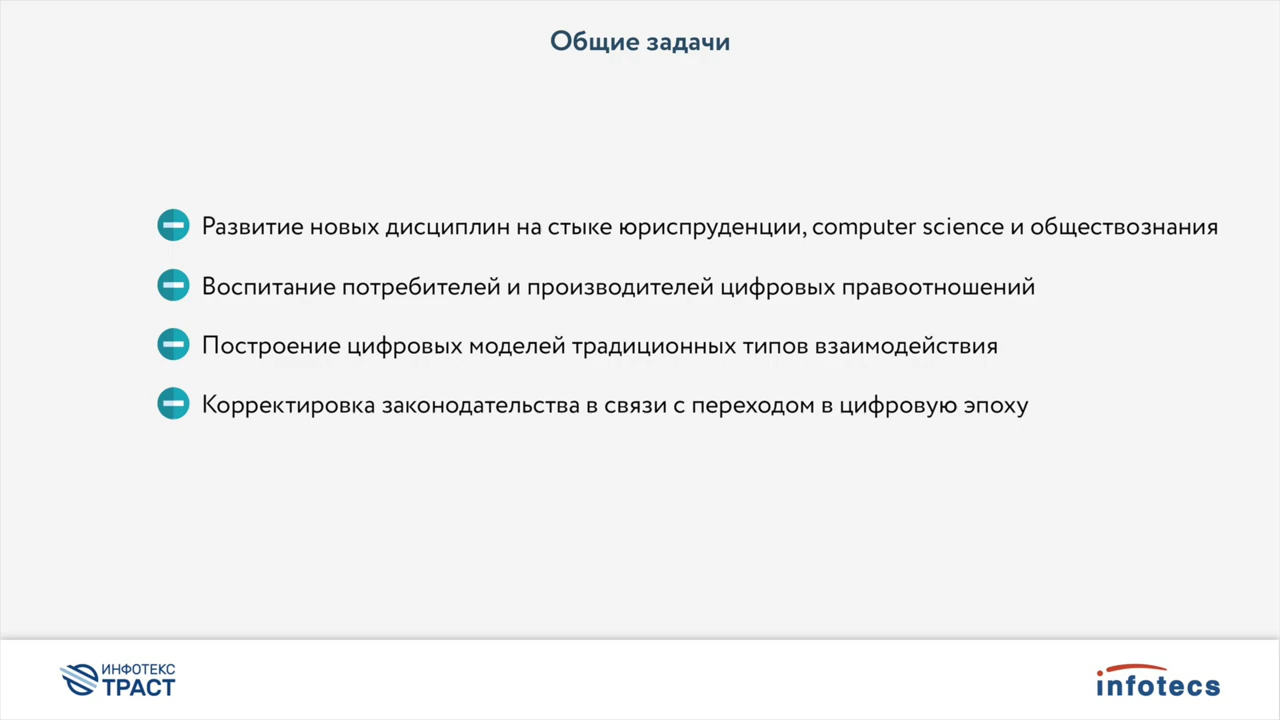 Общие задачи
Развитие новых дисциплин на стыке юриспруденции, computer science и обществознания
Воспитание потребителей и производителей цифровых правоотношений
Построение цифровых моделей традиционных типов взаимодействия
Корректировка законодательства в связи с переходом в цифровую эпоху
ИНФОТЕКС
ТРАСТ
infotecs